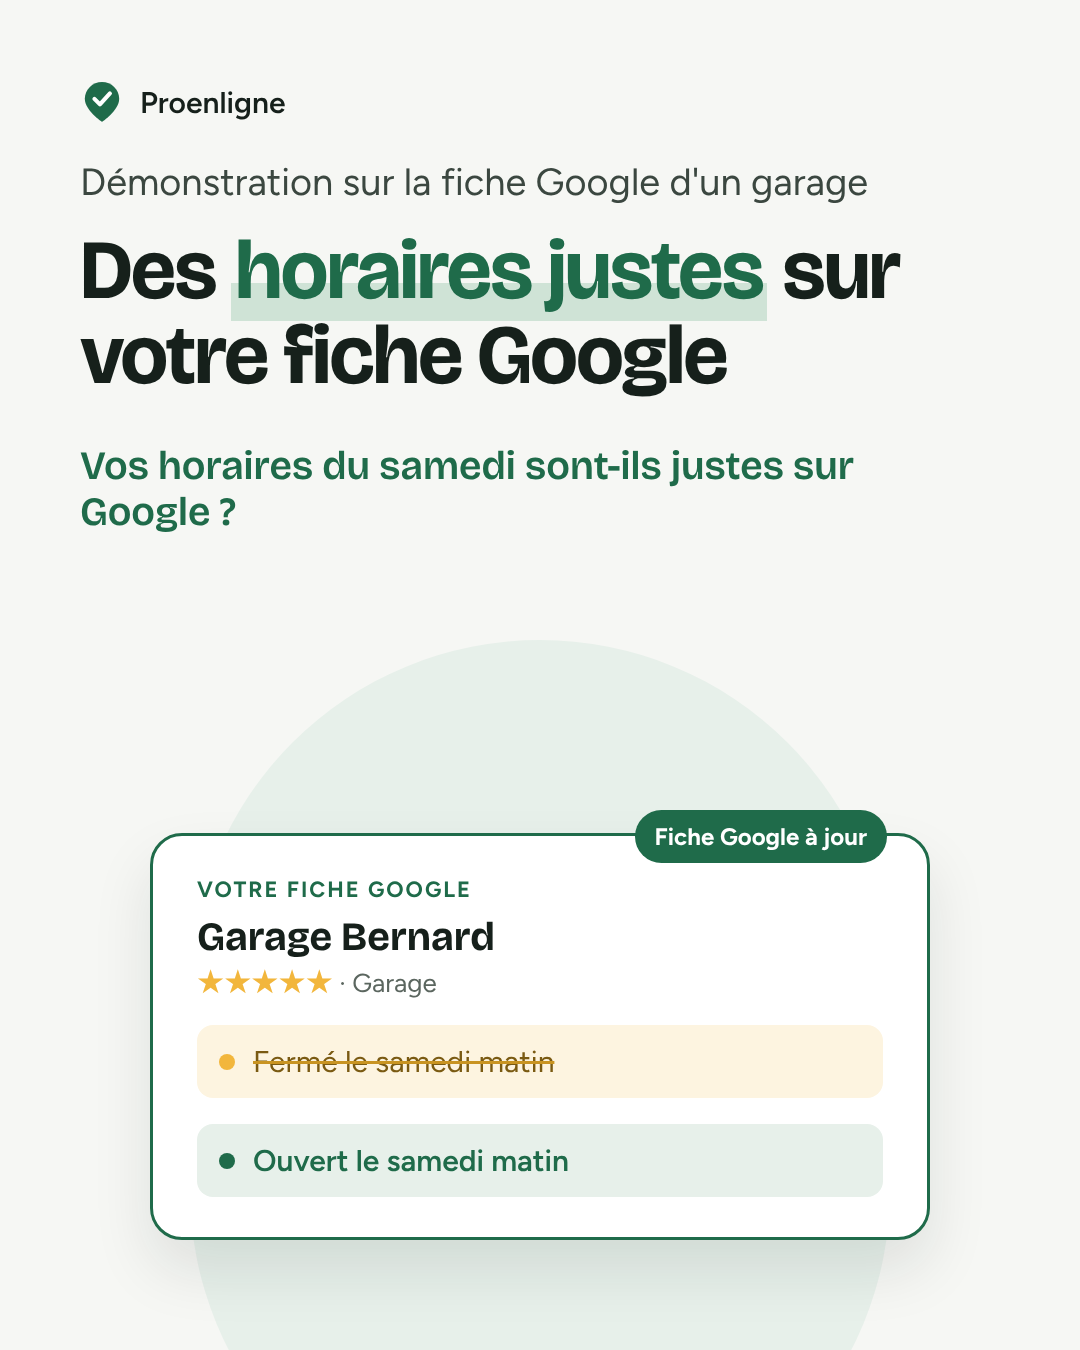 Proenligne
Démonstration sur la fiche Google d'un garage
Des horaires justes sur
votre fiche Google
Vos horaires du samedi sont-ils justes sur
Google ?
Fiche Google à jour
VOTRE FICHE GOOGLE
Garage Bernard
★★★★★ · Garage
Fermé le samedi matin
Ouvert le samedi matin